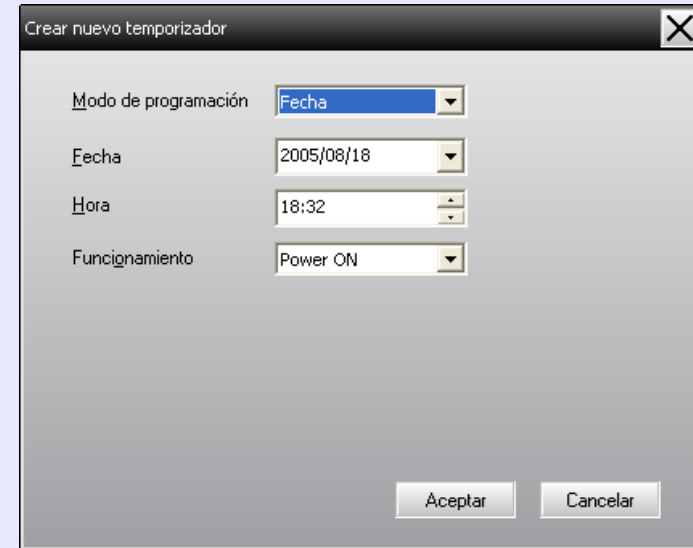 Crear nuevo temporizador
Modo de programación Fecha
Fecha 2005/08/18
Hora 18:32
Funcionamiento Power ON
Aceptar Cancelar